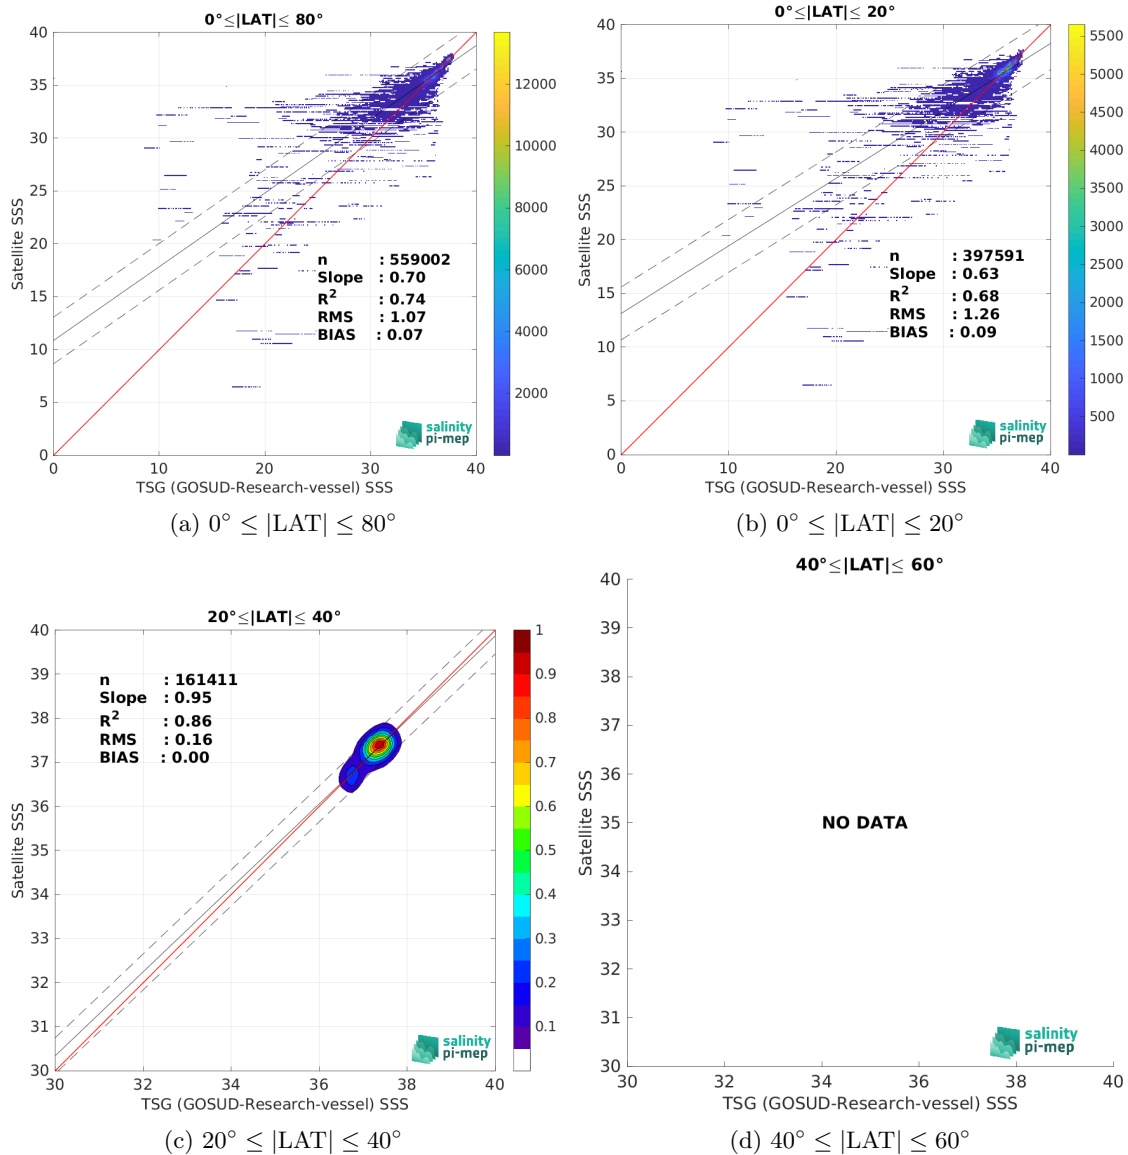 0°≤|LAT|≤ 80°
40
35
30
25
20
15
10
5
0
Satellite SSS
n : 559002
Slope : 0.70
R² : 0.74
RMS : 1.07
BIAS : 0.07
salinity
pi-mep
0 10 20 30 40
TSG (GOSUD-Research-vessel) SSS
12000
10000
8000
6000
4000
2000
(a) 0° ≤ |LAT| ≤ 80°
0°≤|LAT|≤ 20°
40
35
30
25
20
15
10
5
0
Satellite SSS
n : 397591
Slope : 0.63
R² : 0.68
RMS : 1.26
BIAS : 0.09
salinity
pi-mep
0 10 20 30 40
TSG (GOSUD-Research-vessel) SSS
5500
5000
4500
4000
3500
3000
2500
2000
1500
1000
500
(b) 0° ≤ |LAT| ≤ 20°
20°≤|LAT|≤ 40°
40
39
38
37
36
35
34
33
32
31
30
Satellite SSS
n : 161411
Slope : 0.95
R² : 0.86
RMS : 0.16
BIAS : 0.00
salinity
pi-mep
30 32 34 36 38 40
TSG (GOSUD-Research-vessel) SSS
1
0.9
0.8
0.7
0.6
0.5
0.4
0.3
0.2
0.1
(c) 20° ≤ |LAT| ≤ 40°
40°≤|LAT|≤ 60°
40
39
38
37
36
35
34
33
32
31
30
Satellite SSS
NO DATA
salinity
pi-mep
30 32 34 36 38 40
TSG (GOSUD-Research-vessel) SSS
(d) 40° ≤ |LAT| ≤ 60°